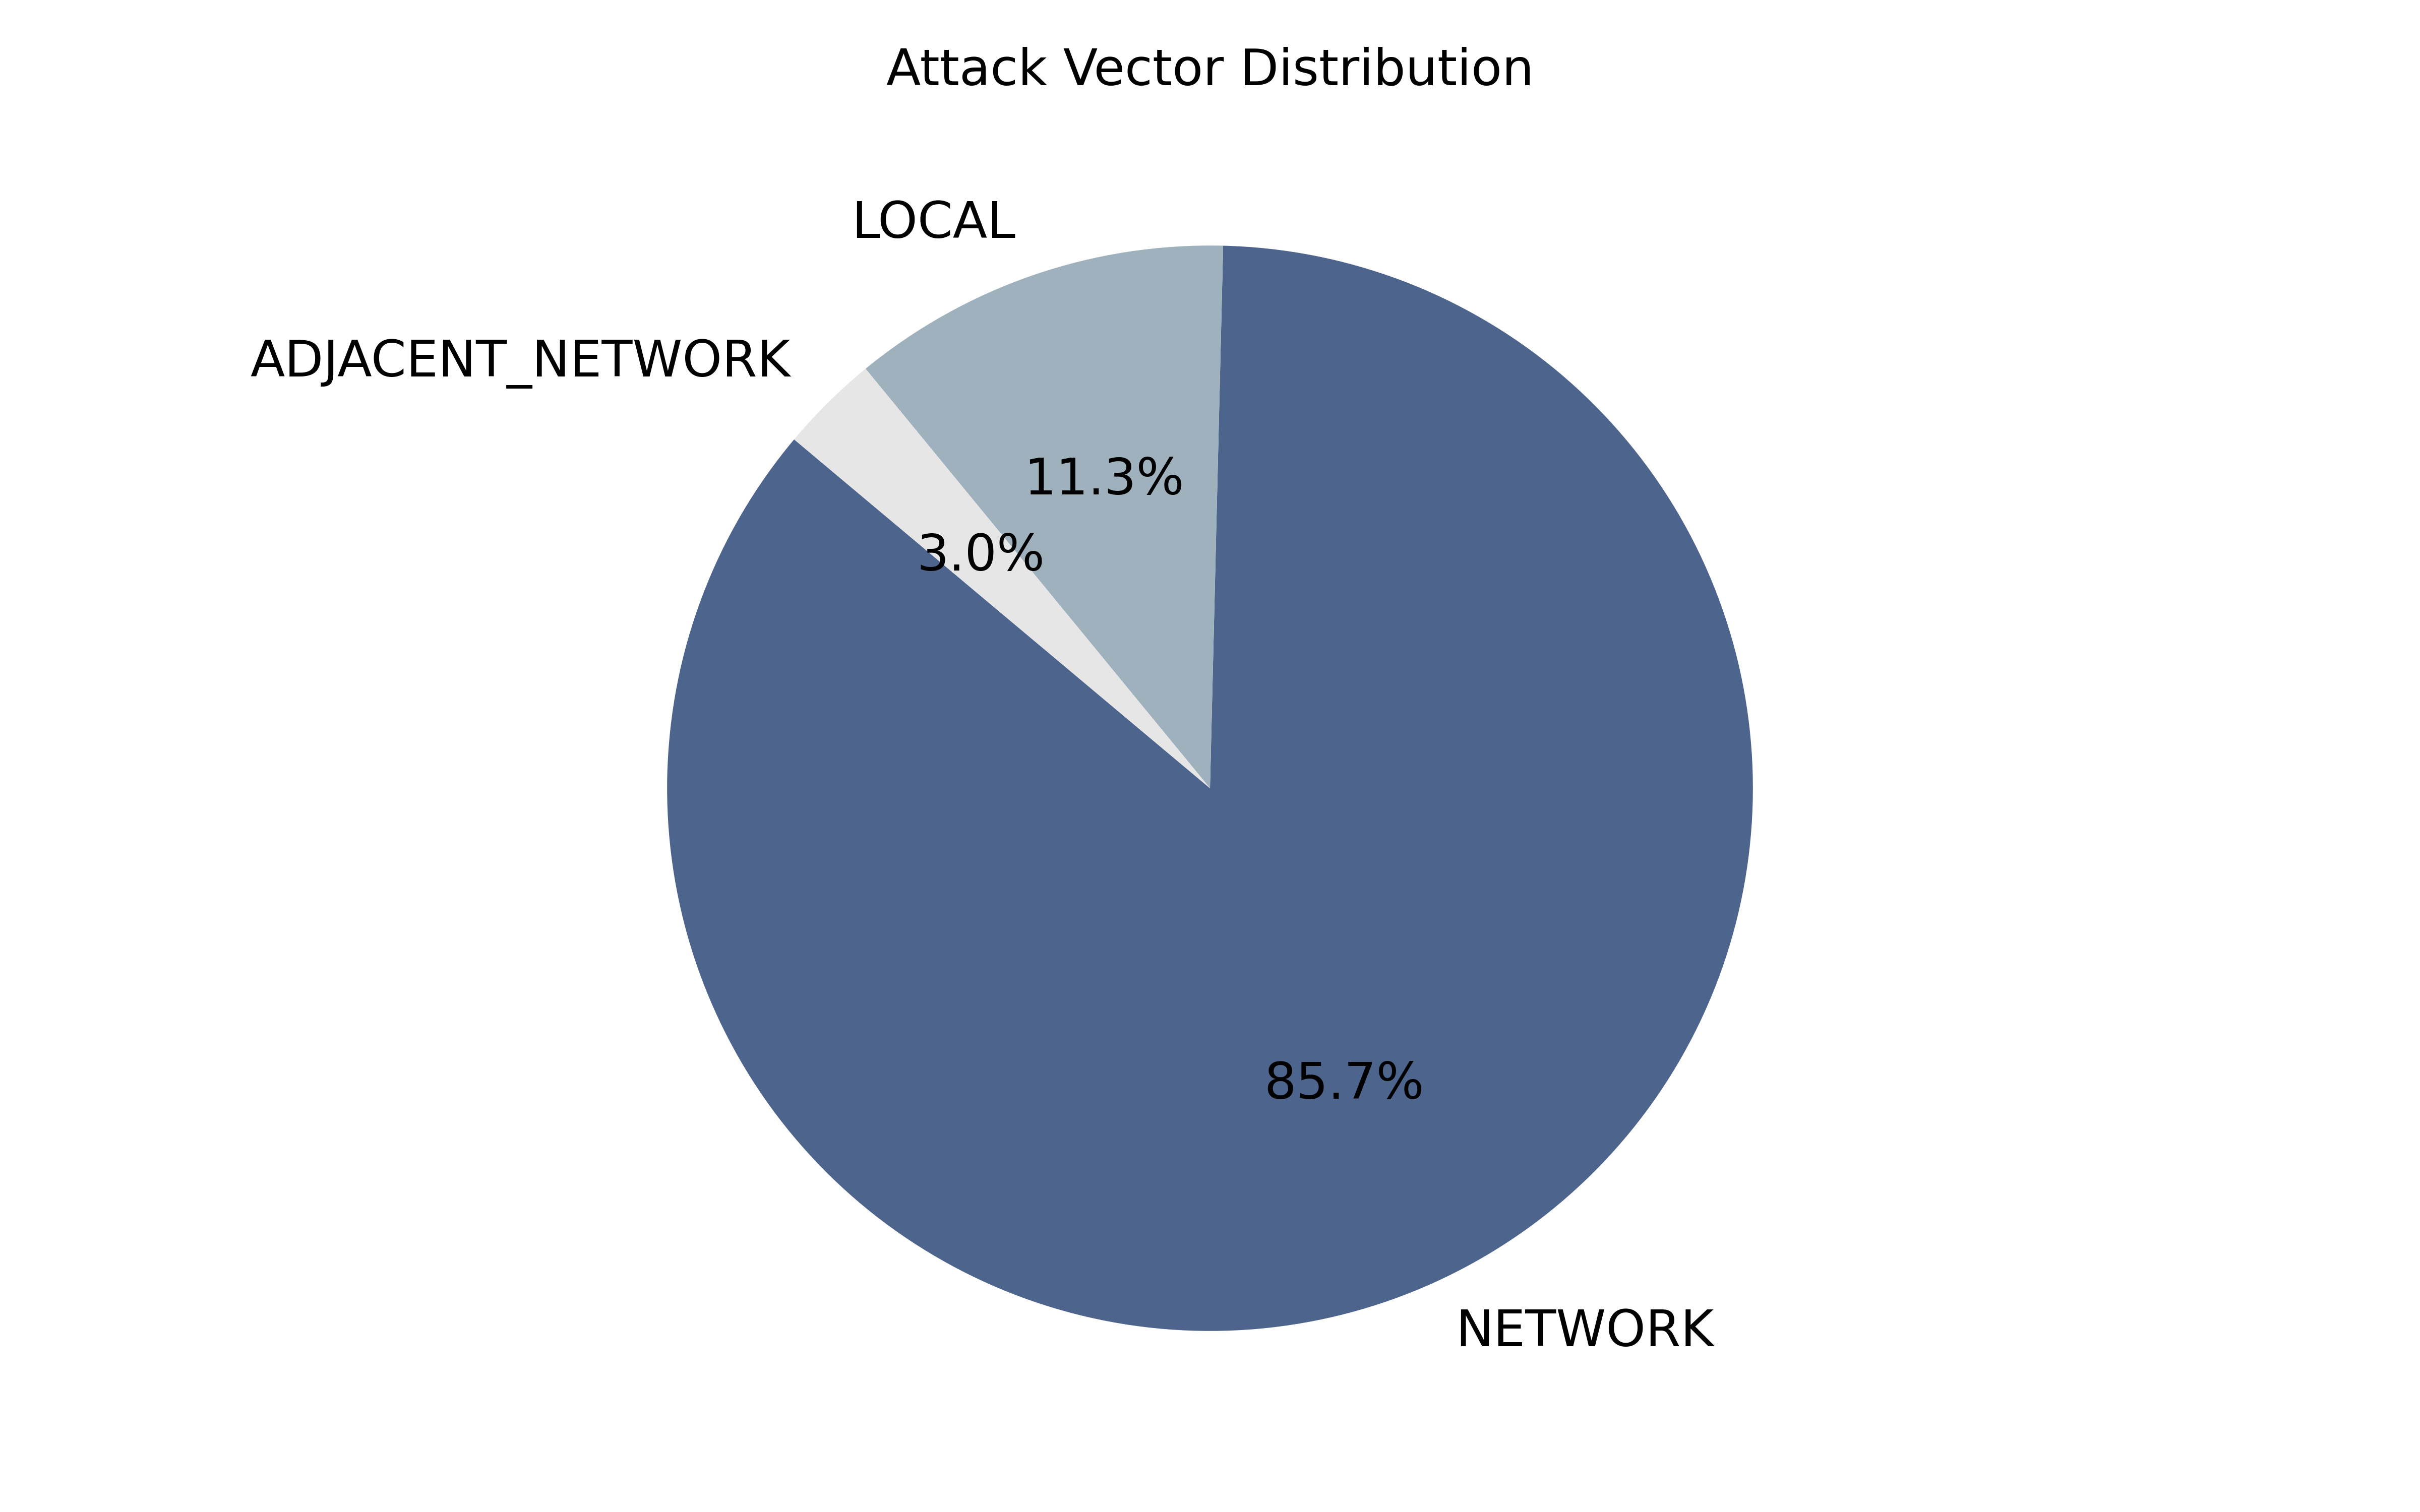 Attack Vector Distribution
LOCAL
ADJACENT_NETWORK
11.3%
3.0%
85.7%
NETWORK